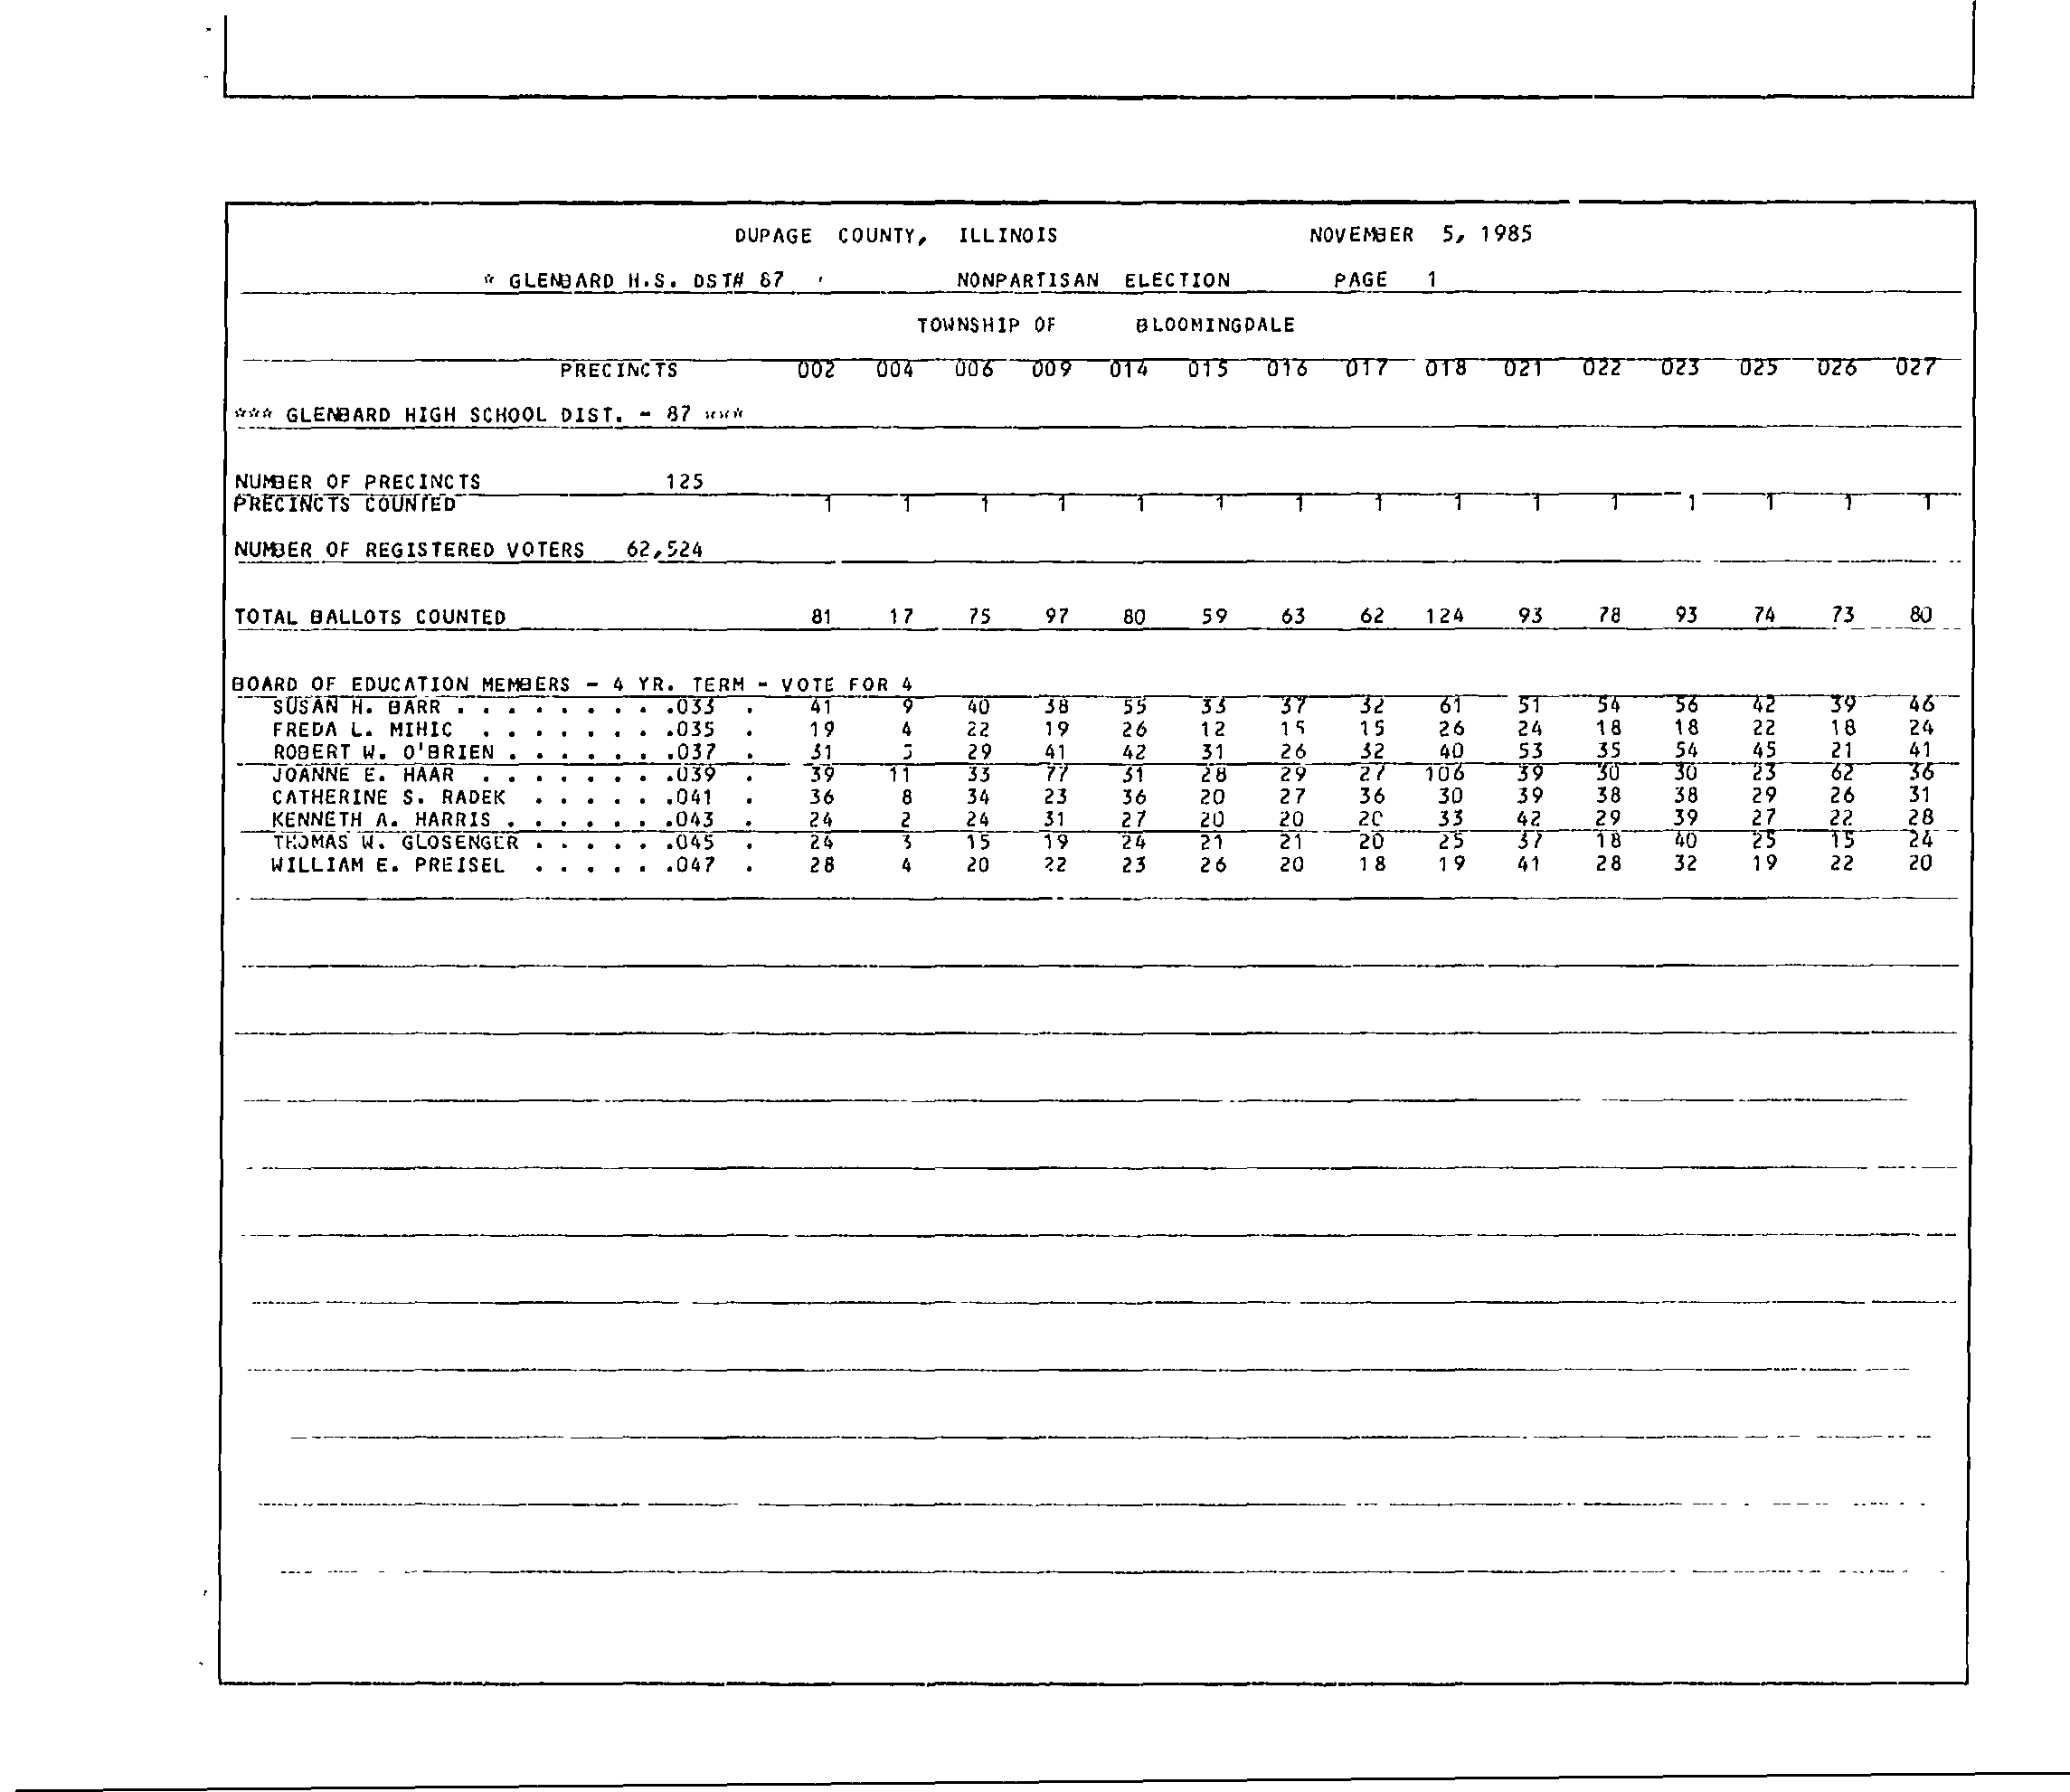 DUPAGE COUNTY, ILLINOIS NOVEMBER 5, 1985
* GLENBARD H.S. DST# 87 NONPARTISAN ELECTION PAGE 1
TOWNSHIP OF BLOOMINGDALE
PRECINCTS 002 004 006 009 014 015 016 017 018 021 022 023 025 026 027
*** GLENBARD HIGH SCHOOL DIST. - 87 ***
NUMBER OF PRECINCTS 125
PRECINCTS COUNTED 1 1 1 1 1 1 1 1 1 1 1 1 1 1 1
NUMBER OF REGISTERED VOTERS 62,524
TOTAL BALLOTS COUNTED 81 17 75 97 80 59 63 62 124 93 78 93 74 73 80
BOARD OF EDUCATION MEMBERS - 4 YR. TERM - VOTE FOR 4
SUSAN H. BARR . . . . . . . . .033 . 41 9 40 38 55 33 37 32 61 51 54 56 42 39 46
FREDA L. MIHIC . . . . . . . .035 . 19 4 22 19 26 12 15 15 26 24 18 18 22 18 24
ROBERT W. O'BRIEN . . . . . . .037 . 31 5 29 41 42 31 26 32 40 53 35 54 45 21 41
JOANNE E. HAAR . . . . . . . .039 . 39 11 33 77 31 28 29 27 106 39 30 30 23 62 36
CATHERINE S. RADEK . . . . . .041 . 36 8 34 23 36 20 27 36 30 39 38 38 29 26 31
KENNETH A. HARRIS . . . . . . .043 . 24 2 24 31 27 20 20 20 33 42 29 39 27 22 28
THOMAS W. GLOSENGER . . . . . .045 . 24 3 15 19 24 21 21 20 25 37 18 40 25 15 24
WILLIAM E. PREISEL . . . . . .047 . 28 4 20 22 23 26 20 18 19 41 28 32 19 22 20